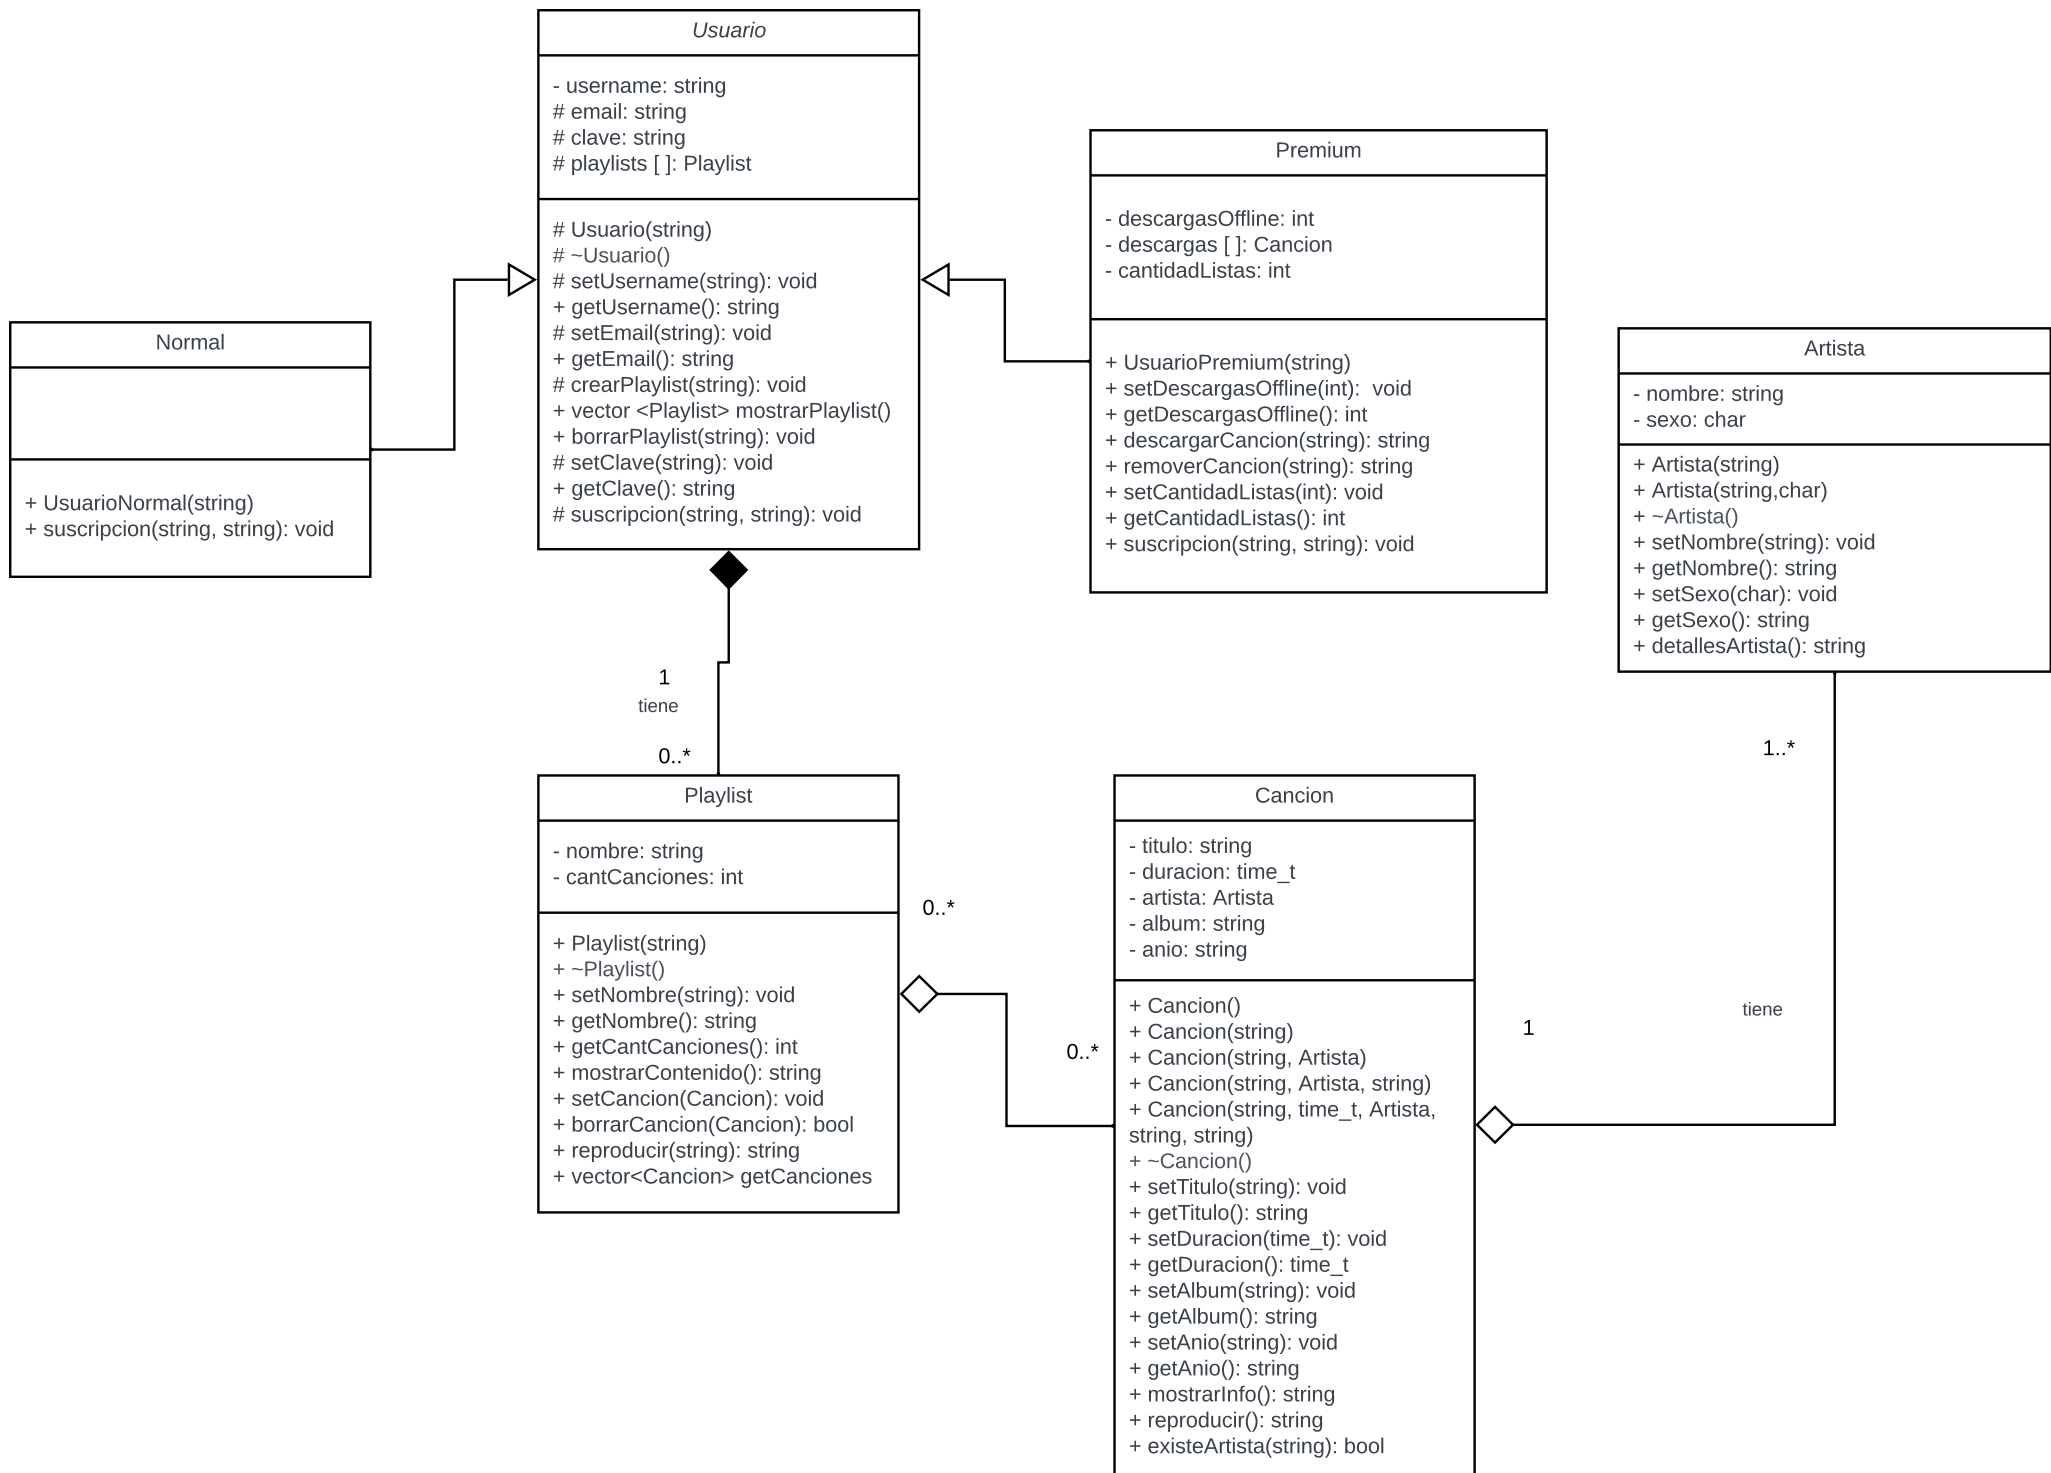 Usuario
- username: string
# email: string
# clave: string
# playlists [ ]: Playlist
# Usuario(string)
# ~Usuario()
# setUsername(string): void
+ getUsername(): string
# setEmail(string): void
+ getEmail(): string
# crearPlaylist(string): void
+ vector <Playlist> mostrarPlaylist()
+ borrarPlaylist(string): void
# setClave(string): void
+ getClave(): string
# suscripcion(string, string): void
Premium
- descargasOffline: int
- descargas [ ]: Cancion
- cantidadListas: int
+ UsuarioPremium(string)
+ setDescargasOffline(int):  void
+ getDescargasOffline(): int
+ descargarCancion(string): string
+ removerCancion(string): string
+ setCantidadListas(int): void
+ getCantidadListas(): int
+ suscripcion(string, string): void
Normal
+ UsuarioNormal(string)
+ suscripcion(string, string): void
Artista
- nombre: string
- sexo: char
+ Artista(string)
+ Artista(string,char)
+ ~Artista()
+ setNombre(string): void
+ getNombre(): string
+ setSexo(char): void
+ getSexo(): string
+ detallesArtista(): string
1
tiene
0..*
1..*
Playlist
- nombre: string
- cantCanciones: int
+ Playlist(string)
+ ~Playlist()
+ setNombre(string): void
+ getNombre(): string
+ getCantCanciones(): int
+ mostrarContenido(): string
+ setCancion(Cancion): void
+ borrarCancion(Cancion): bool
+ reproducir(string): string
+ vector<Cancion> getCanciones
0..*
0..*
Cancion
- titulo: string
- duracion: time_t
- artista: Artista
- album: string
- anio: string
+ Cancion()
+ Cancion(string)
+ Cancion(string, Artista)
+ Cancion(string, Artista, string)
+ Cancion(string, time_t, Artista,
string, string)
+ ~Cancion()
+ setTitulo(string): void
+ getTitulo(): string
+ setDuracion(time_t): void
+ getDuracion(): time_t
+ setAlbum(string): void
+ getAlbum(): string
+ setAnio(string): void
+ getAnio(): string
+ mostrarInfo(): string
+ reproducir(): string
+ existeArtista(string): bool
1
tiene